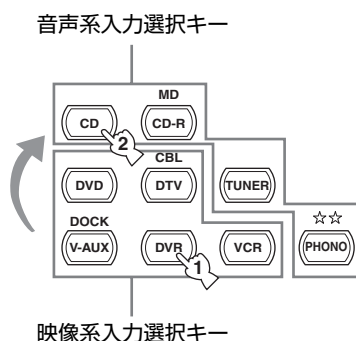 音声系入力選択キー
MD
CD
CD-R
2
CBL
DVD
DTV
TUNER
DOCK
☆☆
V-AUX
DVR
VCR
PHONO
1
映像系入力選択キー